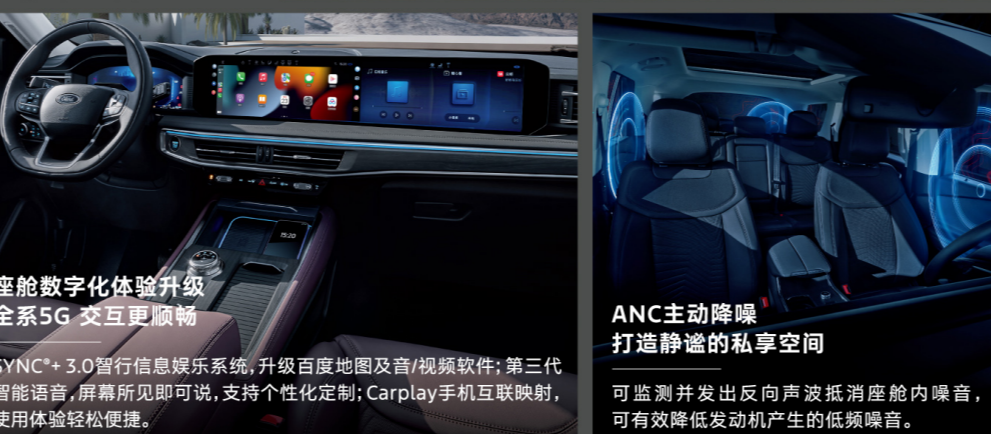 15:20
座舱数字化体验升级
全系5G 交互更顺畅
SYNC®+ 3.0智行信息娱乐系统,升级百度地图及音/视频软件;第三代
智能语音,屏幕所见即可说,支持个性化定制;Carplay手机互联映射,
使用体验轻松便捷。
ANC主动降噪
打造静谧的私享空间
可监测并发出反向声波抵消座舱内噪音,
可有效降低发动机产生的低频噪音。